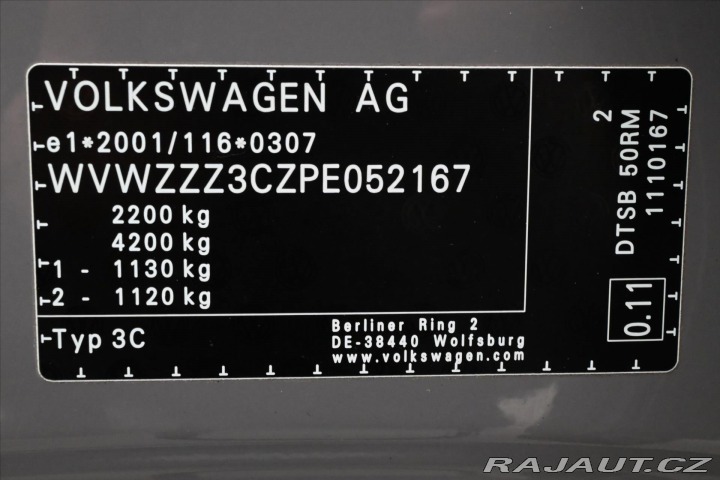 VOLKSWAGEN AG
e1*2001/116*0307
WVWZZZ3CZPE052167
2200 kg
4200 kg
1 - 1130 kg
2 - 1120 kg
Typ 3C
Berliner Ring 2
DE-38440 Wolfsburg
www.volkswagen.com
2
DTSB 50RM
1110167
0.11
RAJAUT.CZ